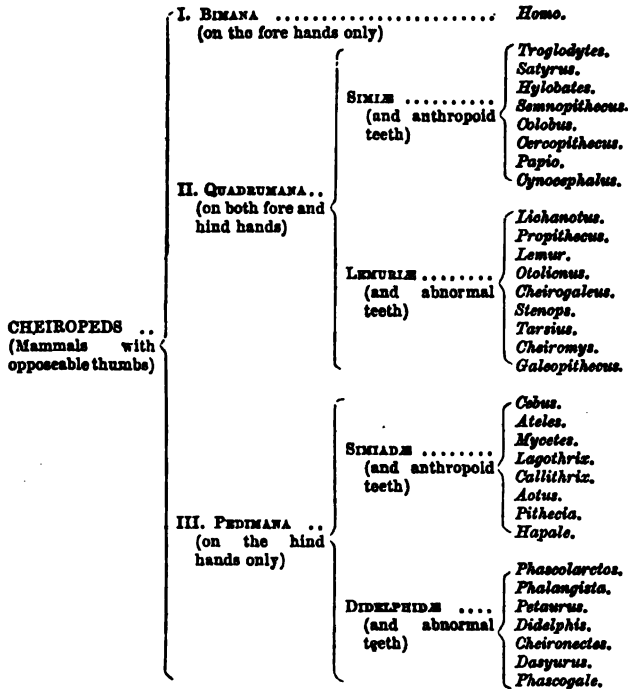 I. BIMANA ........................ Homo.
(on the fore hands only)
II. QUADRUMANA..
(on both fore and
hind hands)
SIMIÆ ..........
(and anthropoid
teeth)
Troglodytes.
Satyrus.
Hylobates.
Semnopithecus.
Colobus.
Cercopithecus.
Papio.
Cynocephalus.
LEMURIÆ ........
(and abnormal
teeth)
Lichanotus.
Propithecus.
Lemur.
Otolicnus.
Cheirogaleus.
Stenops.
Tarsius.
Cheiromys.
Galeopithecus.
CHEIROPEDS ..
(Mammals with
opposeable thumbs)
III. PEDIMANA ..
(on the hind
hands only)
SIMIADÆ ........
(and anthropoid
teeth)
Cebus.
Ateles.
Mycetes.
Lagothrix.
Callithrix.
Aotus.
Pithecia.
Hapale.
DIDELPHIDÆ ....
(and abnormal
teeth)
Phascolarctos.
Phalangista.
Petaurus.
Didelphis.
Cheironectes.
Dasyurus.
Phascogale.